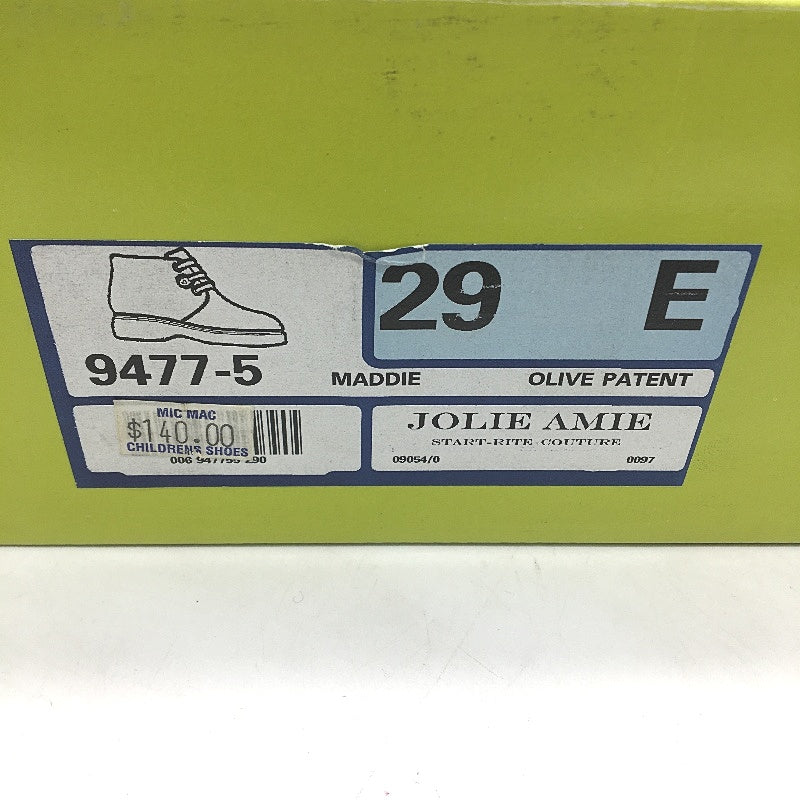 29 E
9477-5 MADDIE OLIVE PATENT
MIC MAC
$140.00
CHILDRENS SHOES
006
JOLIE AMIE
START-RITE COUTURE
09054/0 0097